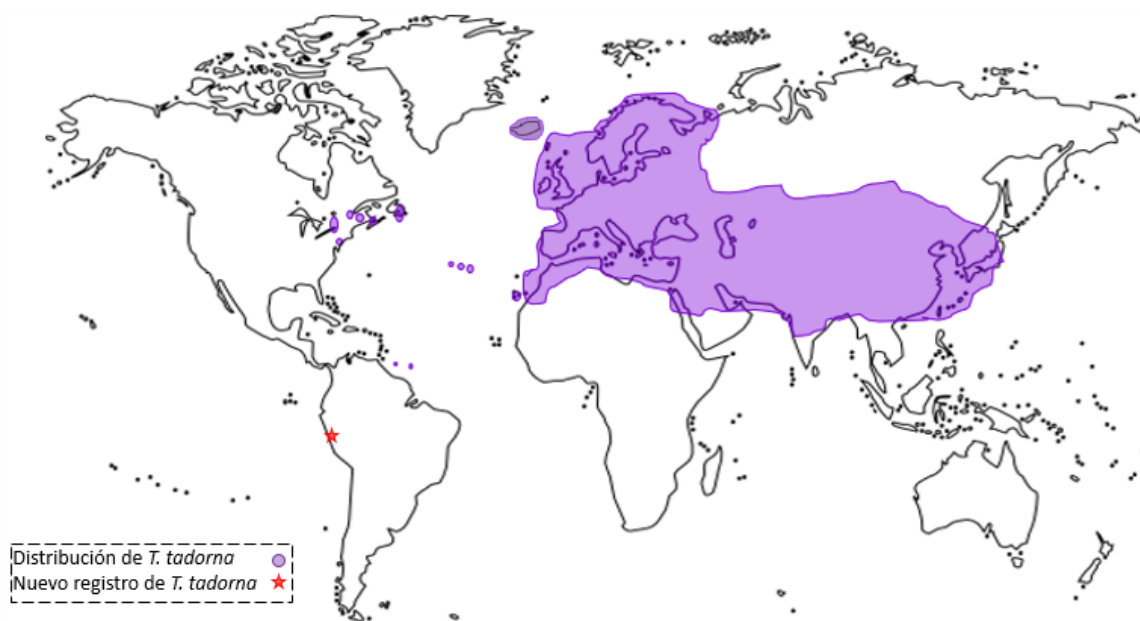 Distribución de T. tadorna
Nuevo registro de T. tadorna